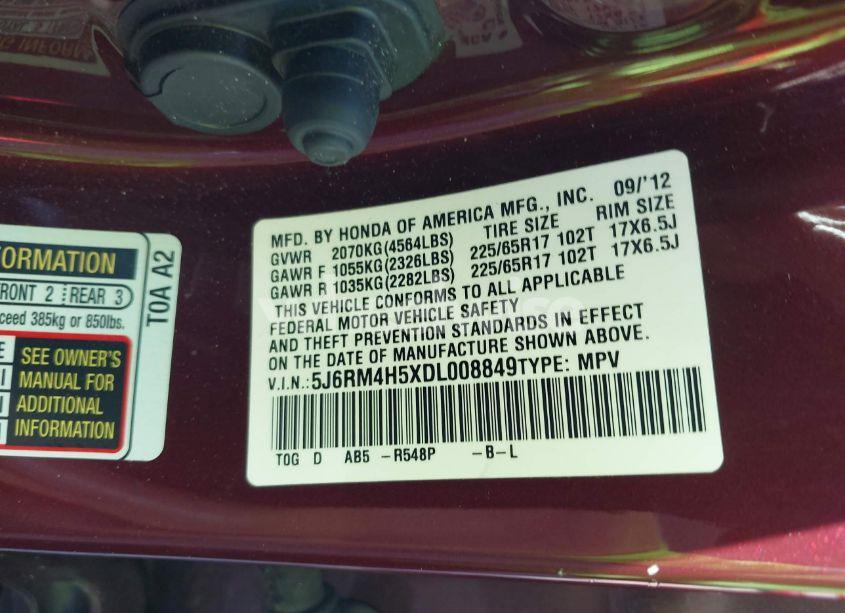 FORMATION
FRONT 2 REAR 3
ceed 385kg or 850lbs.
SEE OWNER'S
MANUAL FOR
ADDITIONAL
INFORMATION
T0A A2
MFD. BY HONDA OF AMERICA MFG., INC. 09/'12
GVWR 2070KG(4564LBS) TIRE SIZE RIM SIZE
GAWR F 1055KG(2326LBS) 225/65R17 102T 17X6.5J
GAWR R 1035KG(2282LBS) 225/65R17 102T 17X6.5J
THIS VEHICLE CONFORMS TO ALL APPLICABLE
FEDERAL MOTOR VEHICLE SAFETY
AND THEFT PREVENTION STANDARDS IN EFFECT
ON THE DATE OF MANUFACTURE SHOWN ABOVE.
V.I.N.:5J6RM4H5XDL008849TYPE: MPV
T0G D AB5 -R548P -B-L